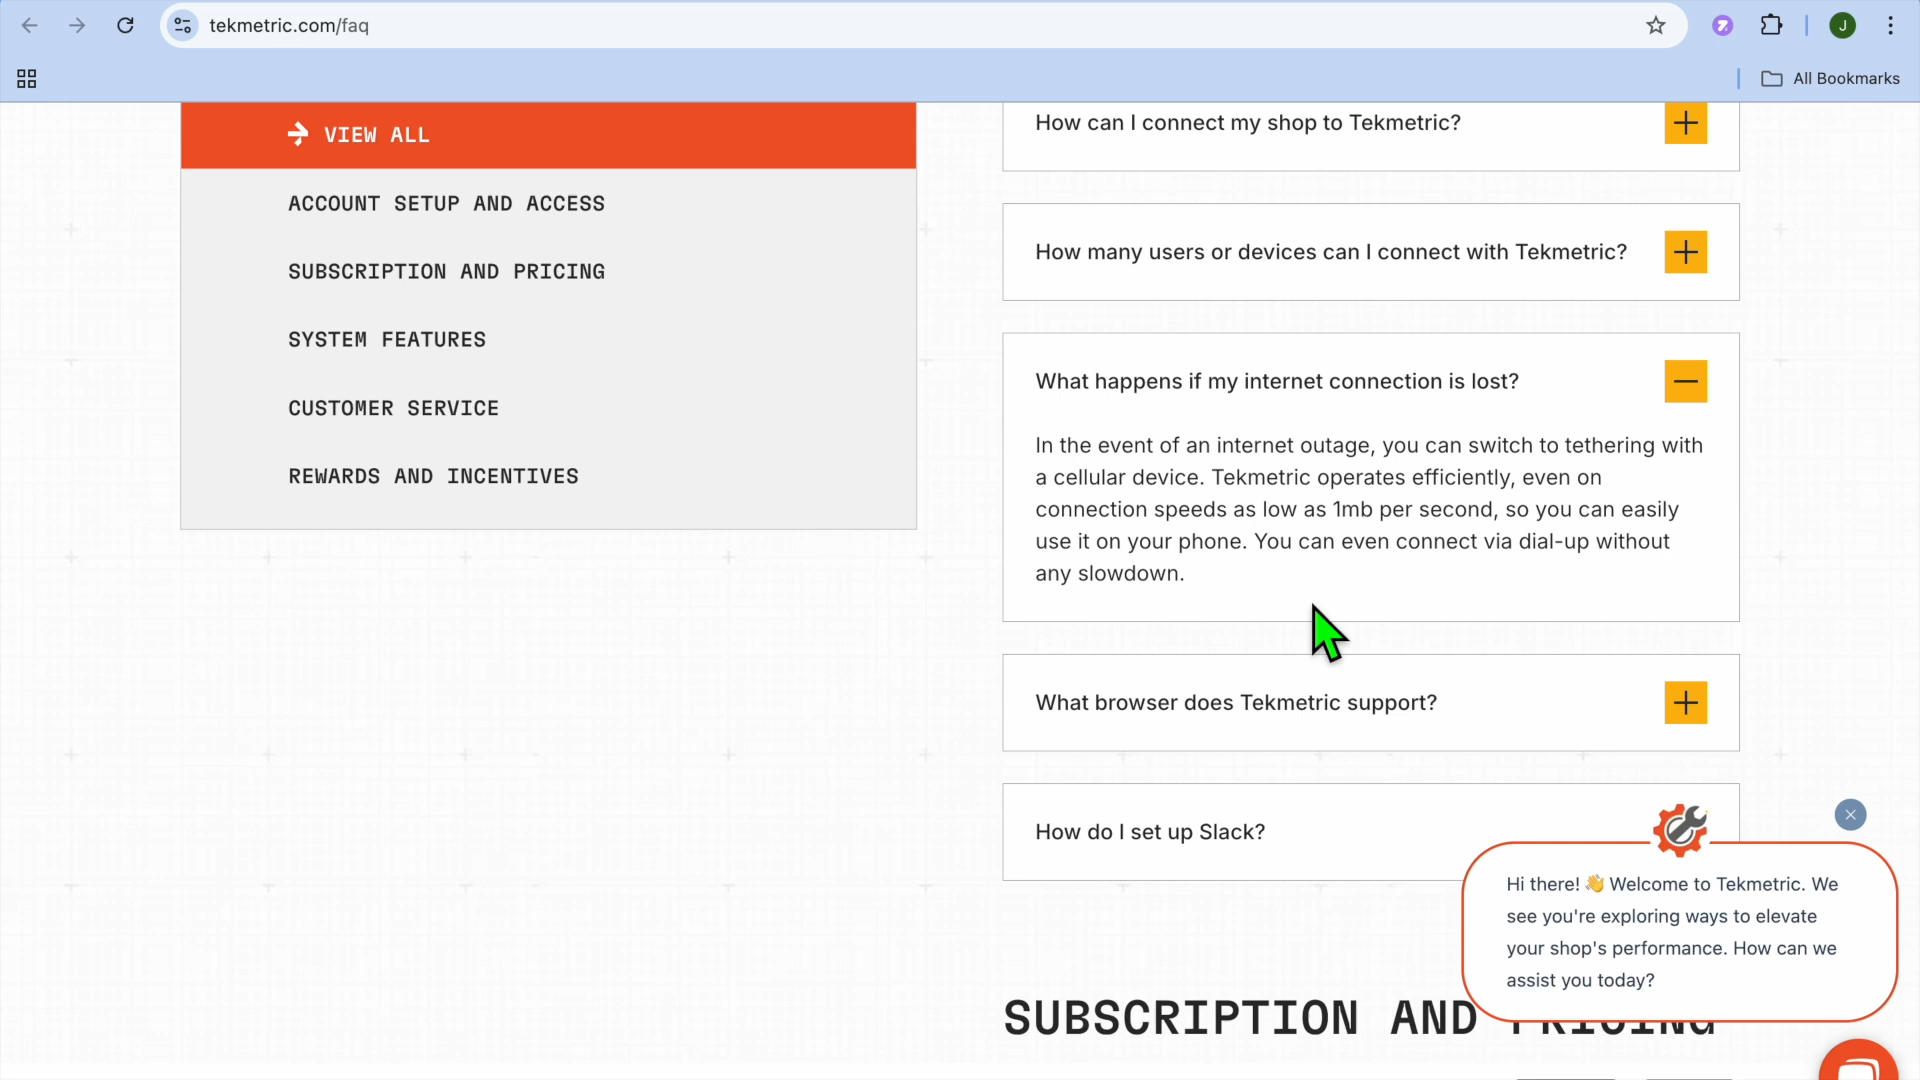 tekmetric.com/faq
J
All Bookmarks
VIEW ALL
ACCOUNT SETUP AND ACCESS
SUBSCRIPTION AND PRICING
SYSTEM FEATURES
CUSTOMER SERVICE
REWARDS AND INCENTIVES
How can I connect my shop to Tekmetric?
How many users or devices can I connect with Tekmetric?
What happens if my internet connection is lost?
In the event of an internet outage, you can switch to tethering with
a cellular device. Tekmetric operates efficiently, even on
connection speeds as low as 1mb per second, so you can easily
use it on your phone. You can even connect via dial-up without
any slowdown.
What browser does Tekmetric support?
How do I set up Slack?
SUBSCRIPTION AND PRICING
Hi there! 👋 Welcome to Tekmetric. We
see you're exploring ways to elevate
your shop's performance. How can we
assist you today?